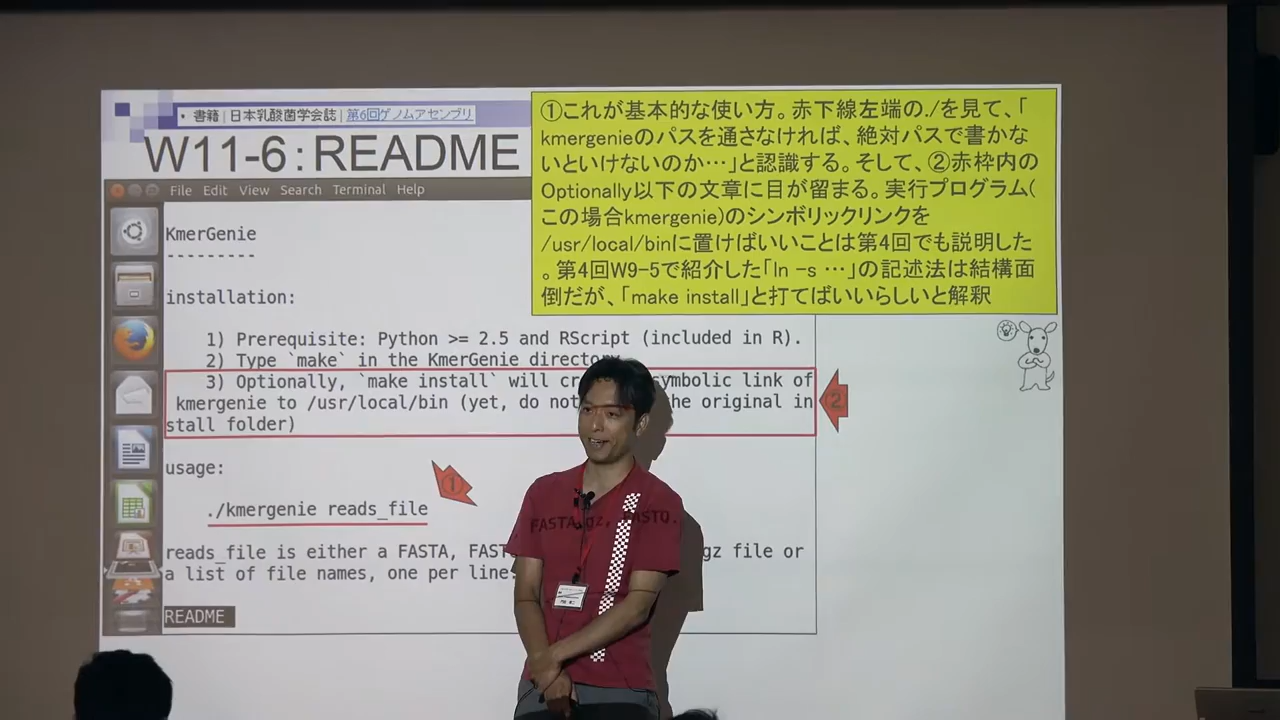 ・書籍 | 日本乳酸菌学会誌 | 第6回ゲノムアセンブリ
W11-6：README
①これが基本的な使い方。赤下線左端の./を見て、「
kmergenieのパスを通さなければ、絶対パスで書かな
いといけないのか…」と認識する。そして、②赤枠内の
Optionally以下の文章に目が留まる。実行プログラム(
この場合kmergenie)のシンボリックリンクを
/usr/local/binに置けばいいことは第4回でも説明した
。第4回W9-5で紹介した「ln -s …」の記述法は結構面
倒だが、「make install」と打てばいいらしいと解釈
File Edit View Search Terminal Help
KmerGenie
---------
installation:
1) Prerequisite: Python >= 2.5 and RScript (included in R).
2) Type `make` in the KmerGenie
3) Optionally, `make install` will symbolic link of
kmergenie to /usr/local/bin (yet, do not the original in
stall folder)
②
usage:
①
./kmergenie reads_file
FASTA.gz, FASTQ.
reads_file is either a FASTA, gz file or
a list of file names, one per line.
README